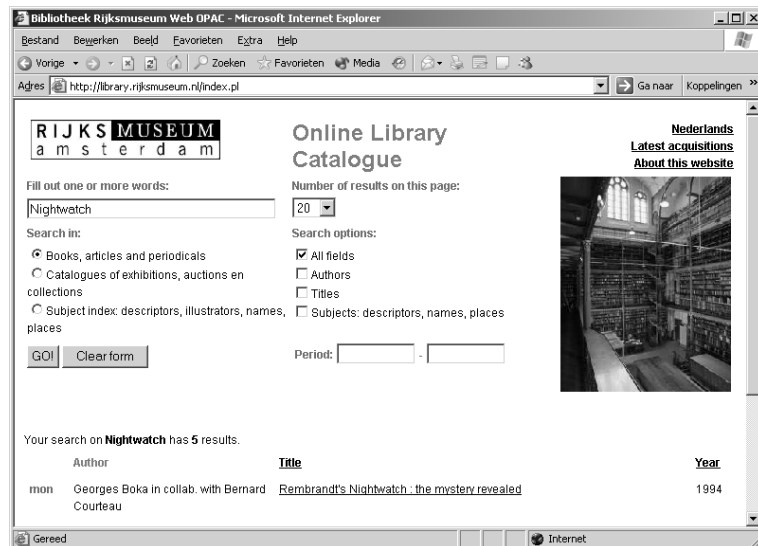 Bibliotheek Rijksmuseum Web OPAC - Microsoft Internet Explorer
Bestand Bewerken Beeld Favorieten Extra Help
Vorige Zoeken Favorieten Media
Adres http://library.rijksmuseum.nl/index.pl Ga naar Koppelingen »
RIJKS MUSEUM
amsterdam
Online Library
Catalogue
Nederlands
Latest acquisitions
About this website
Fill out one or more words:
Nightwatch
Number of results on this page:
20
Search in:
Books, articles and periodicals
Catalogues of exhibitions, auctions en
collections
Subject index: descriptors, illustrators, names,
places
Search options:
All fields
Authors
Titles
Subjects: descriptors, names, places
GO! Clear form
Period: -
Your search on Nightwatch has 5 results.
Author Title Year
mon Georges Boka in collab. with Bernard Rembrandt's Nightwatch : the mystery revealed 1994
Courteau
Gereed Internet